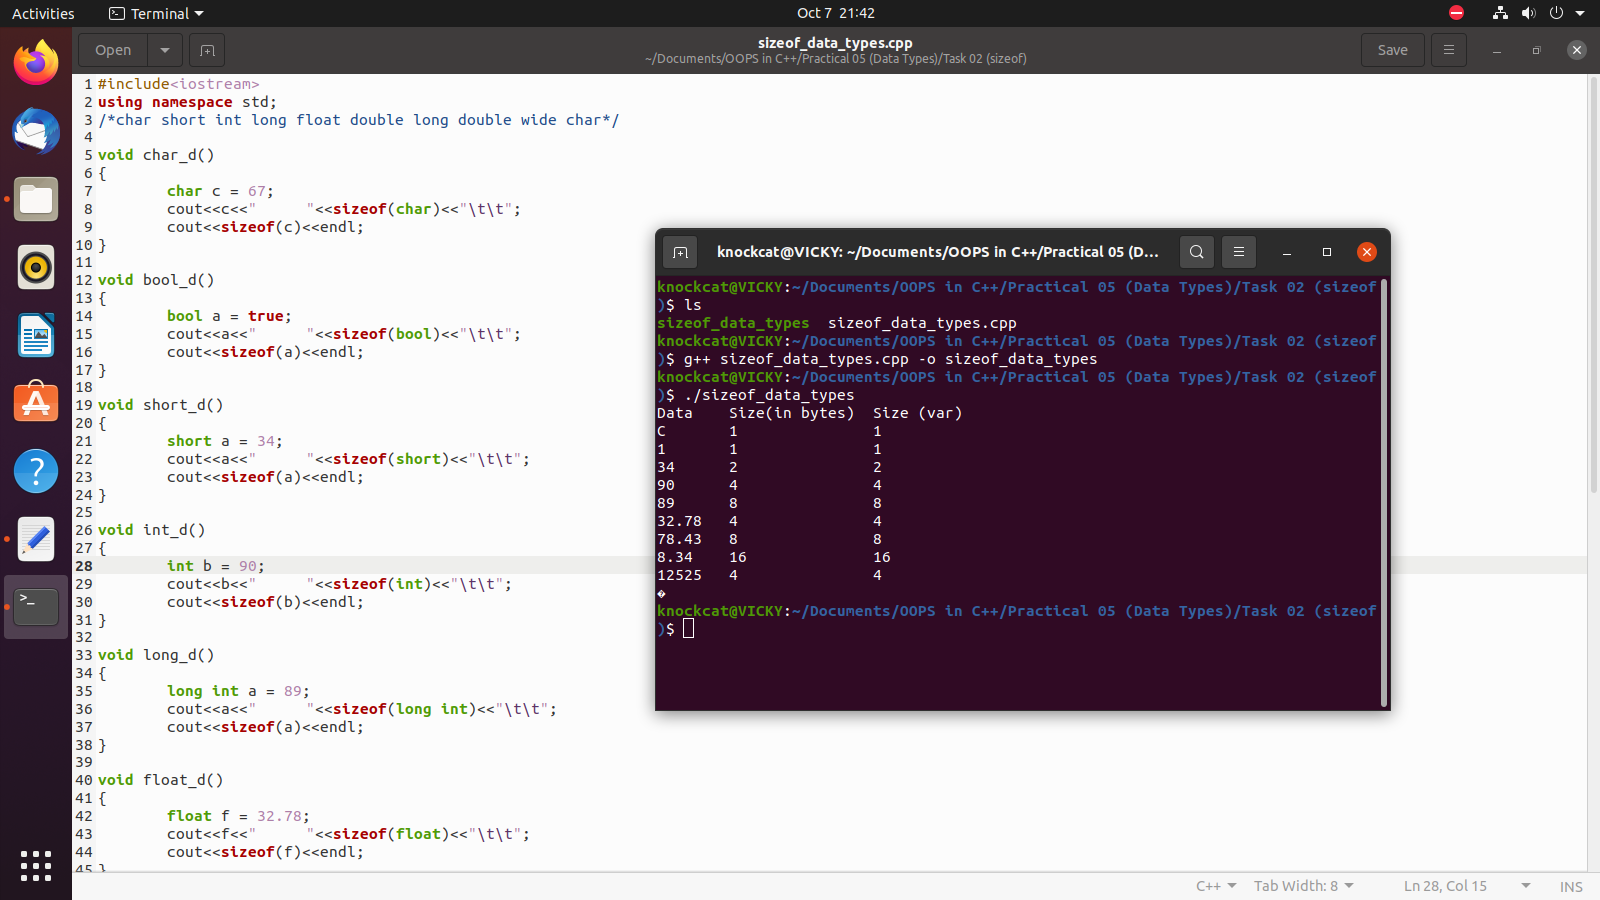 Activities Terminal Oct 7 21:42
Open sizeof_data_types.cpp Save
~/Documents/OOPS in C++/Practical 05 (Data Types)/Task 02 (sizeof)
1 #include<iostream>
2 using namespace std;
3 /*char short int long float double long double wide char*/
4
5 void char_d()
6 {
7         char c = 67;
8         cout<<c<<"      "<<sizeof(char)<<"\t\t";
9         cout<<sizeof(c)<<endl;
10 }
11
12 void bool_d()
13 {
14         bool a = true;
15         cout<<a<<"      "<<sizeof(bool)<<"\t\t";
16         cout<<sizeof(a)<<endl;
17 }
18
19 void short_d()
20 {
21         short a = 34;
22         cout<<a<<"      "<<sizeof(short)<<"\t\t";
23         cout<<sizeof(a)<<endl;
24 }
25
26 void int_d()
27 {
28         int b = 90;
29         cout<<b<<"      "<<sizeof(int)<<"\t\t";
30         cout<<sizeof(b)<<endl;
31 }
32
33 void long_d()
34 {
35         long int a = 89;
36         cout<<a<<"      "<<sizeof(long int)<<"\t\t";
37         cout<<sizeof(a)<<endl;
38 }
39
40 void float_d()
41 {
42         float f = 32.78;
43         cout<<f<<"      "<<sizeof(float)<<"\t\t";
44         cout<<sizeof(f)<<endl;
45 }
knockcat@VICKY: ~/Documents/OOPS in C++/Practical 05 (D...
knockcat@VICKY:~/Documents/OOPS in C++/Practical 05 (Data Types)/Task 02 (sizeof
)$ ls
sizeof_data_types  sizeof_data_types.cpp
knockcat@VICKY:~/Documents/OOPS in C++/Practical 05 (Data Types)/Task 02 (sizeof
)$ g++ sizeof_data_types.cpp -o sizeof_data_types
knockcat@VICKY:~/Documents/OOPS in C++/Practical 05 (Data Types)/Task 02 (sizeof
)$ ./sizeof_data_types
Data    Size(in bytes)  Size (var)
C       1               1
1       1               1
34      2               2
90      4               4
89      8               8
32.78   4               4
78.43   8               8
8.34    16              16
12525   4               4
�
knockcat@VICKY:~/Documents/OOPS in C++/Practical 05 (Data Types)/Task 02 (sizeof
)$
C++ Tab Width: 8 Ln 28, Col 15 INS